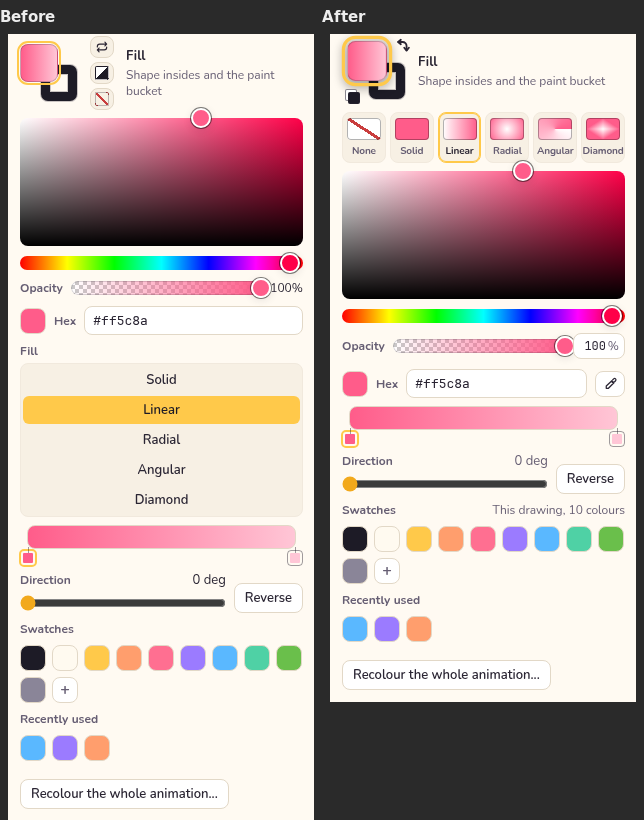 Before
Fill
Shape insides and the paint
bucket
Opacity
100%
Hex
#ff5c8a
Fill
Solid
Linear
Radial
Angular
Diamond
Direction
0 deg
Reverse
Swatches
+
Recently used
Recolour the whole animation...
After
Fill
Shape insides and the paint bucket
None
Solid
Linear
Radial
Angular
Diamond
Opacity
100 %
Hex
#ff5c8a
Direction
0 deg
Reverse
Swatches
This drawing, 10 colours
+
Recently used
Recolour the whole animation...